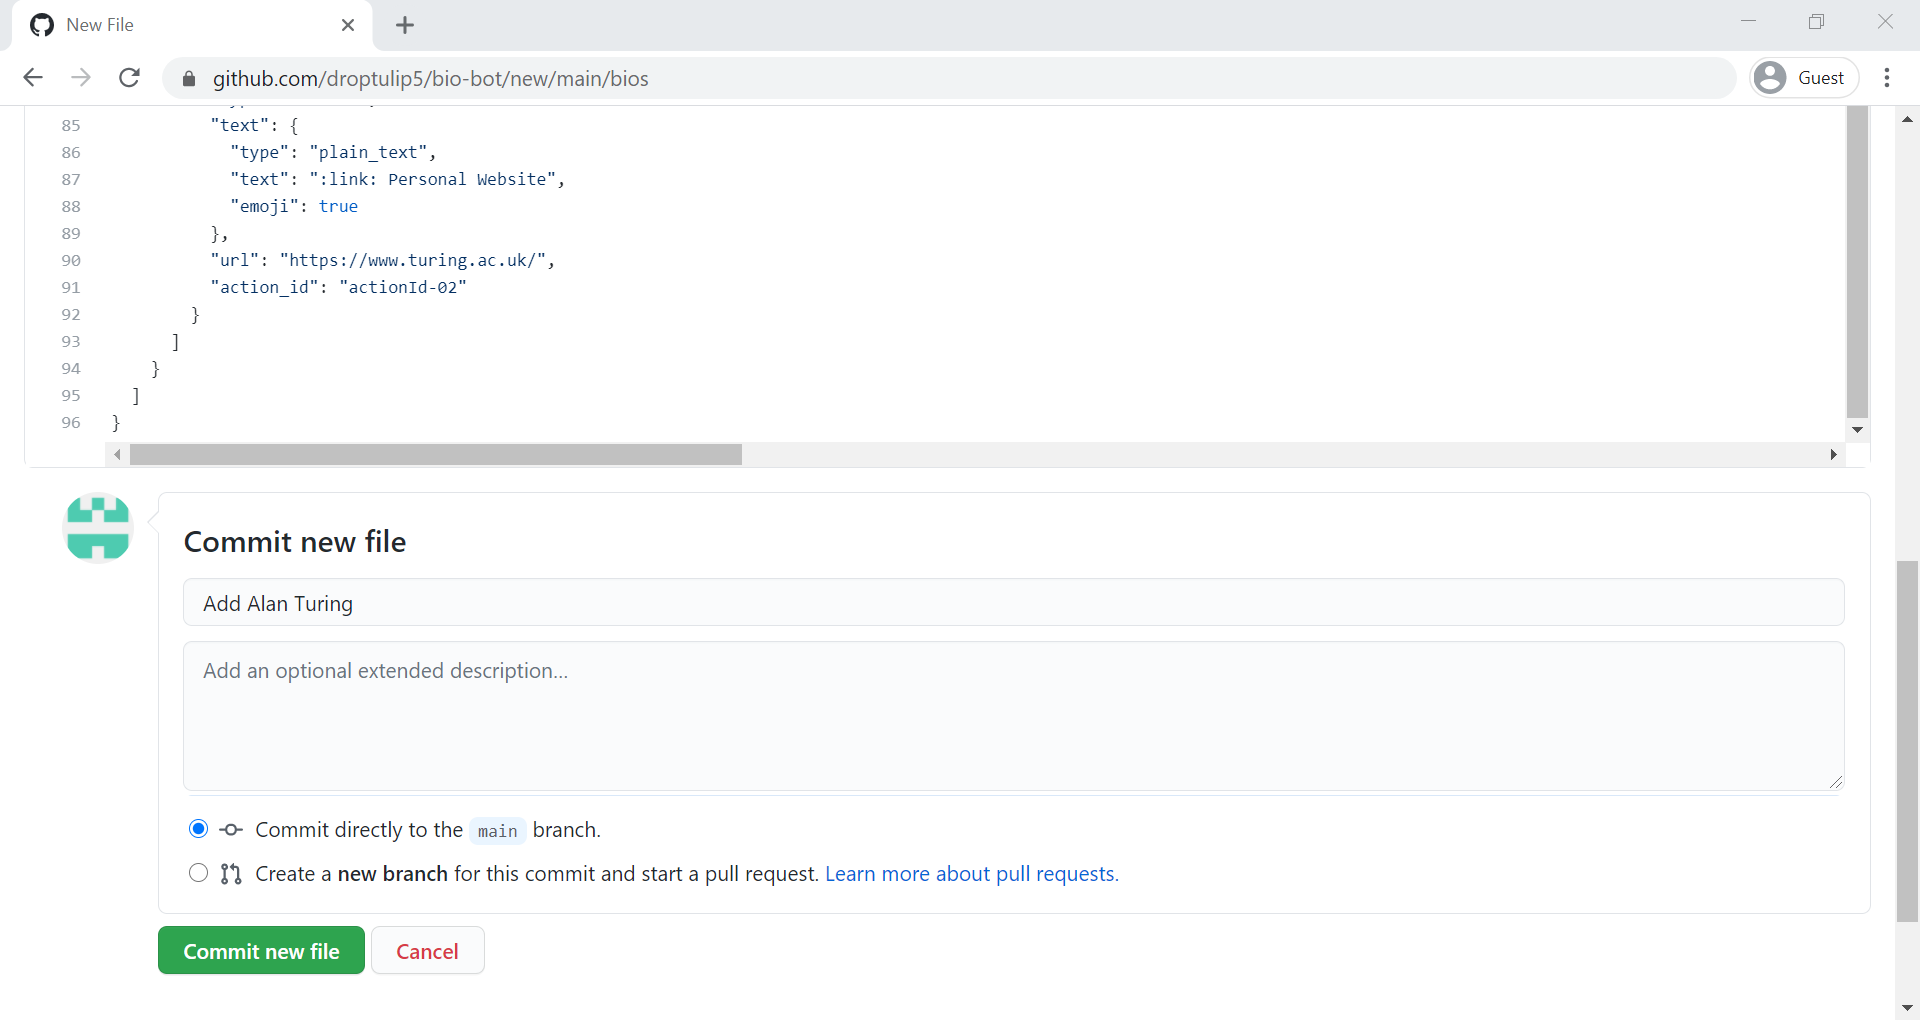 New File
github.com/droptulip5/bio-bot/new/main/bios
Guest
85 "text": {
86 "type": "plain_text",
87 "text": ":link: Personal Website",
88 "emoji": true
89 },
90 "url": "https://www.turing.ac.uk/",
91 "action_id": "actionId-02"
92 }
93 ]
94 }
95 ]
96 }
Commit new file
Add Alan Turing
Add an optional extended description...
Commit directly to the main branch.
Create a new branch for this commit and start a pull request. Learn more about pull requests.
Commit new file Cancel